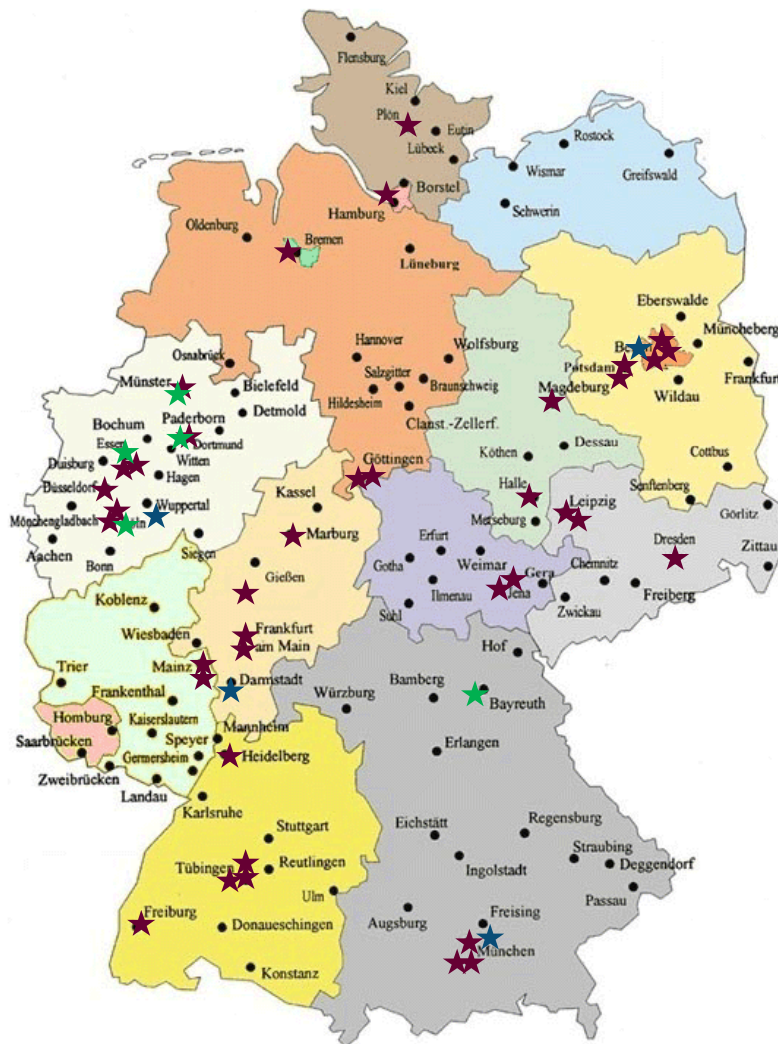 Flensburg
Kiel
Plön
Eutin
Lübeck
Rostock
Greifswald
Wismar
Borstel
Schwerin
Hamburg
Oldenburg
Bremen
Lüneburg
Eberswalde
Müncheberg
Hannover
Wolfsburg
Potsdam
Osnabrück
Frankfurt
Münster
Bielefeld
Salzgitter
Braunschweig
Magdeburg
Wildau
Hildesheim
Paderborn
Detmold
Claust.-Zellerf.
Bochum
Essen
Dortmund
Dessau
Witten
Göttingen
Köthen
Cottbus
Duisburg
Hagen
Halle
Senftenberg
Düsseldorf
Kassel
Leipzig
Görlitz
Wuppertal
Mönchengladbach
Merseburg
Marburg
Dresden
Aachen
Siegen
Erfurt
Bonn
Gotha
Weimar
Gera
Chemnitz
Zittau
Gießen
Ilmenau
Jena
Freiberg
Koblenz
Suhl
Zwickau
Wiesbaden
Frankfurt
am Main
Hof
Mainz
Trier
Darmstadt
Bamberg
Frankenthal
Würzburg
Bayreuth
Homburg
Kaiserslautern
Mannheim
Saarbrücken
Speyer
Erlangen
Germersheim
Heidelberg
Zweibrücken
Landau
Karlsruhe
Regensburg
Stuttgart
Eichstätt
Straubing
Tübingen
Reutlingen
Ingolstadt
Deggendorf
Ulm
Passau
Freiburg
Augsburg
Freising
Donaueschingen
München
Konstanz